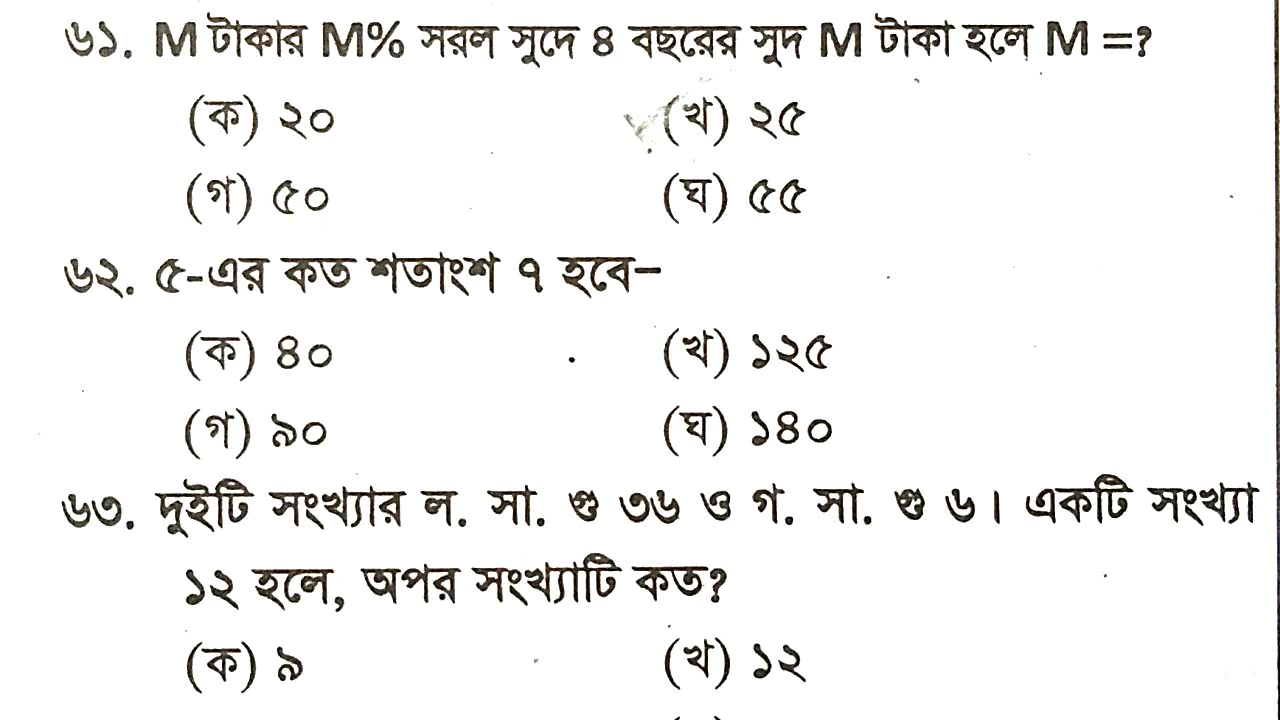 ৬১. M টাকার M% সরল সুদে ৪ বছরের সুদ M টাকা হলে M =?
(ক) ২০ (খ) ২৫
(গ) ৫০ (ঘ) ৫৫
৬২. ৫-এর কত শতাংশ ৭ হবে–
(ক) ৪০ (খ) ১২৫
(গ) ৯০ (ঘ) ১৪০
৬৩. দুইটি সংখ্যার ল. সা. গু ৩৬ ও গ. সা. গু ৬। একটি সংখ্যা
১২ হলে, অপর সংখ্যাটি কত?
(ক) ৯ (খ) ১২